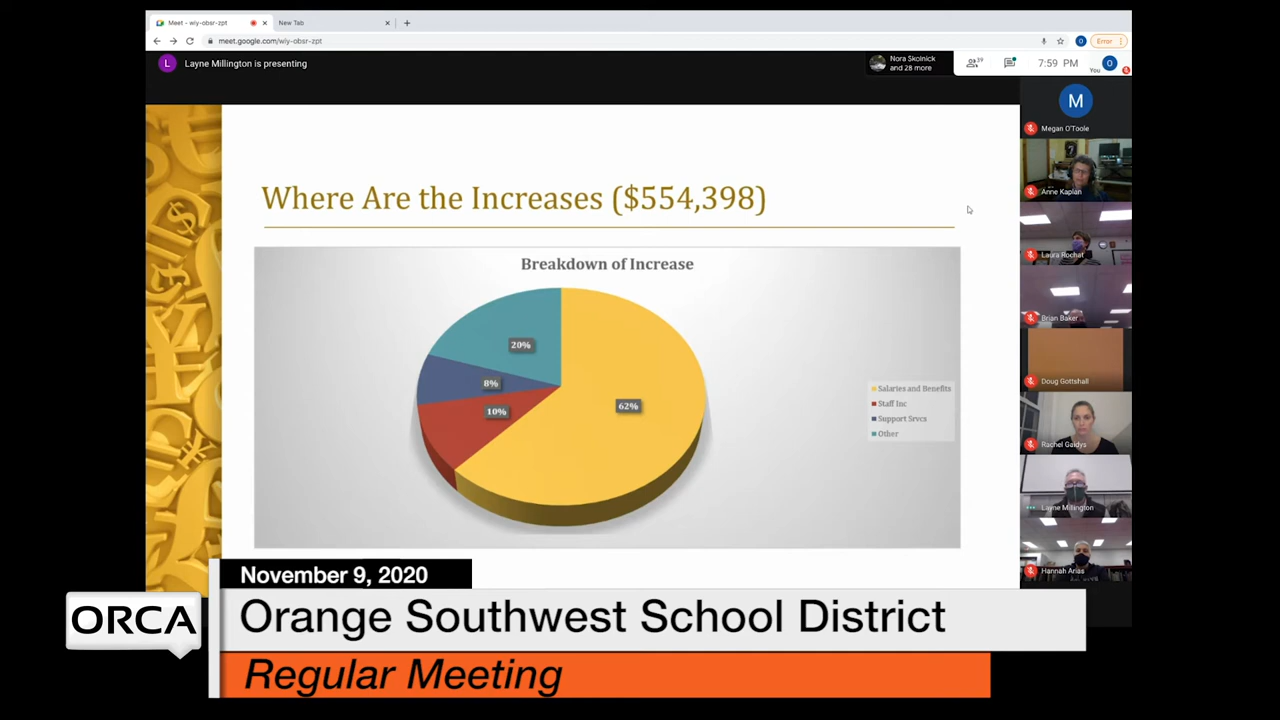 Meet - wiy-obsr-zpt
New Tab
meet.google.com/wiy-obsr-zpt
Error
L
Layne Millington is presenting
Nora Skolnick
and 28 more
39
7:59 PM
You
O
M
Megan O'Toole
Anne Kaplan
Laura Rochat
Brian Baker
Doug Gottshall
Rachel Gaidys
Layne Millington
Hannah Arias
Where Are the Increases ($554,398)
Breakdown of Increase
20%
8%
10%
62%
Salaries and Benefits
Staff Inc
Support Srvcs
Other
November 9, 2020
ORCA
Orange Southwest School District
Regular Meeting